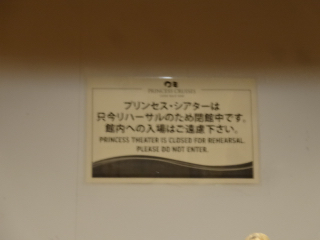 PRINCESS CRUISES
プリンセス・シアターは
只今リハーサルのため閉館中です。
館内への入場はご遠慮下さい。
PRINCESS THEATER IS CLOSED FOR REHEARSAL.
PLEASE DO NOT ENTER.